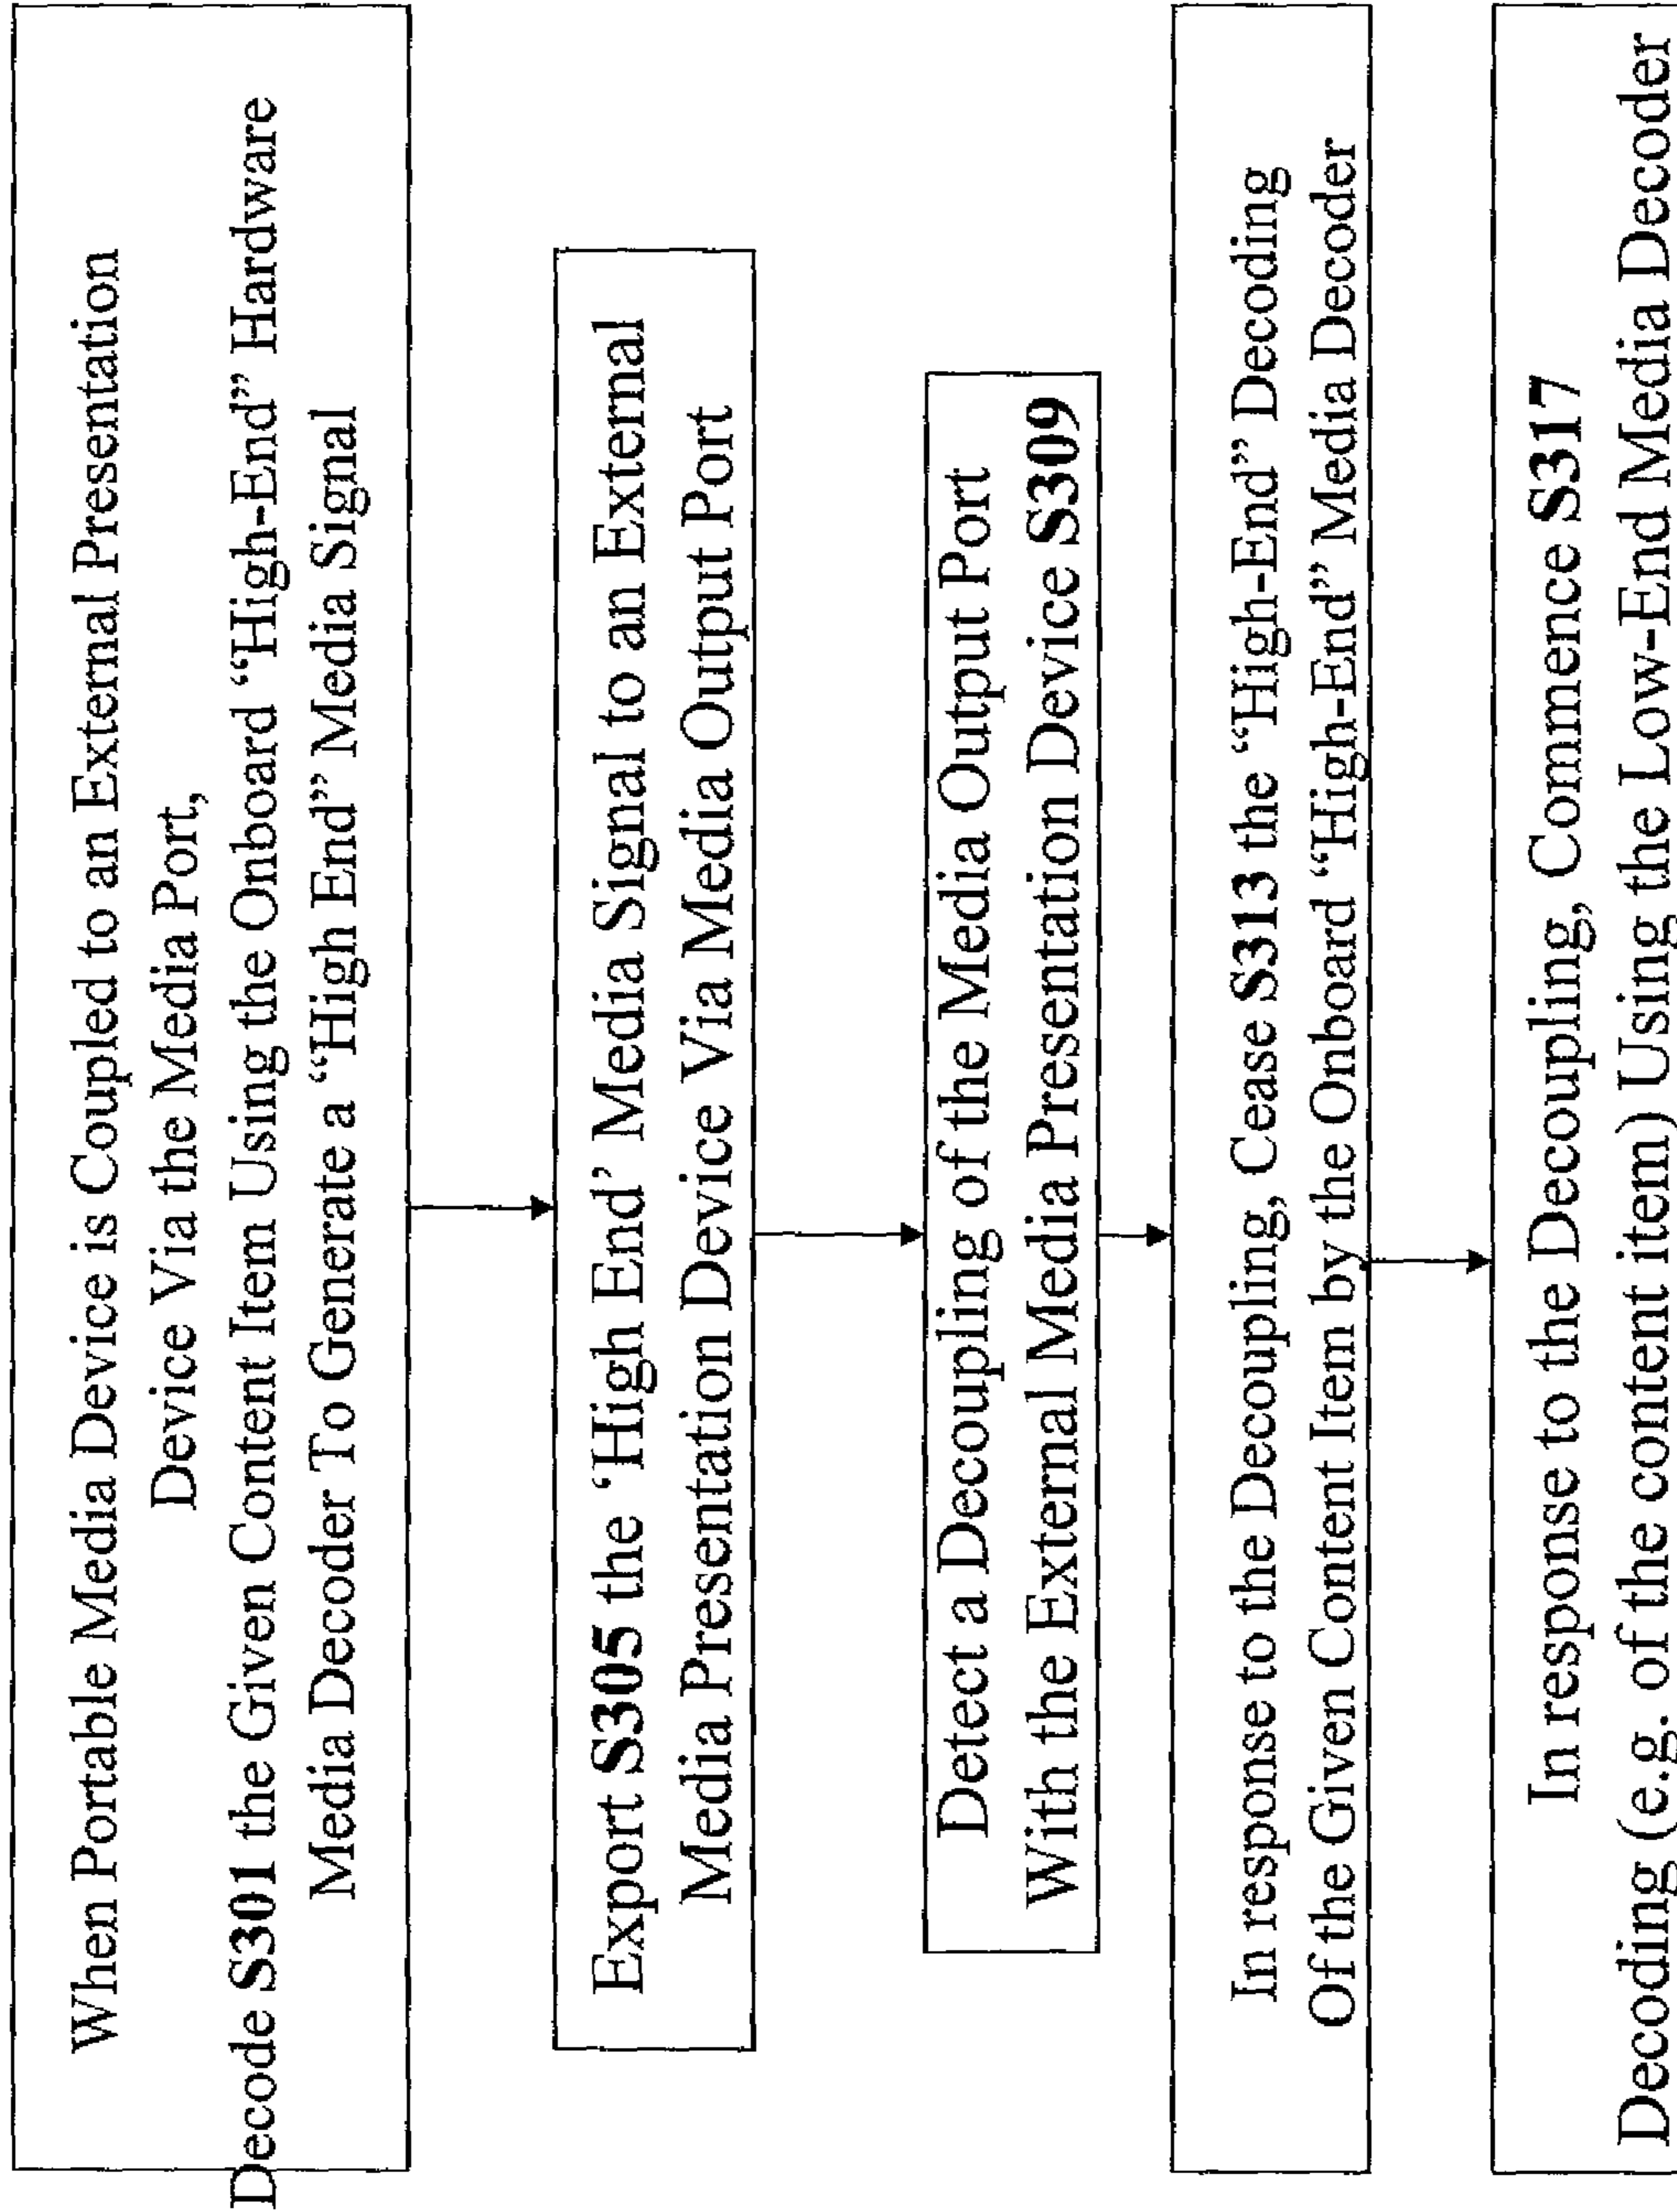 When Portable Media Device is Coupled to an External Presentation
Device Via the Media Port,
Decode S301 the Given Content Item Using the Onboard “High-End” Hardware
Media Decoder To Generate a “High End” Media Signal
Export S305 the ‘High End’ Media Signal to an External
Media Presentation Device Via Media Output Port
Detect a Decoupling of the Media Output Port
With the External Media Presentation Device S309
In response to the Decoupling, Cease S313 the “High-End” Decoding
Of the Given Content Item by the Onboard “High-End” Media Decoder
In response to the Decoupling, Commence S317
Decoding (e.g. of the content item) Using the Low-End Media Decoder